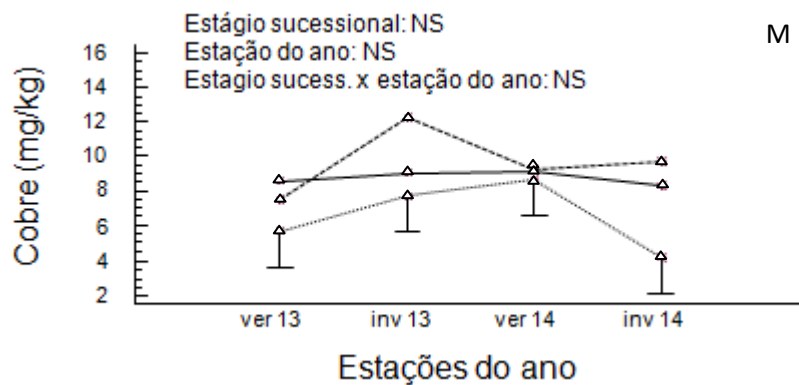 Estágio sucessional: NS
Estação do ano: NS
Estagio sucess. x estação do ano: NS
M
Cobre (mg/kg)
16
14
12
10
8
6
4
2
ver 13 inv 13 ver 14 inv 14
Estações do ano